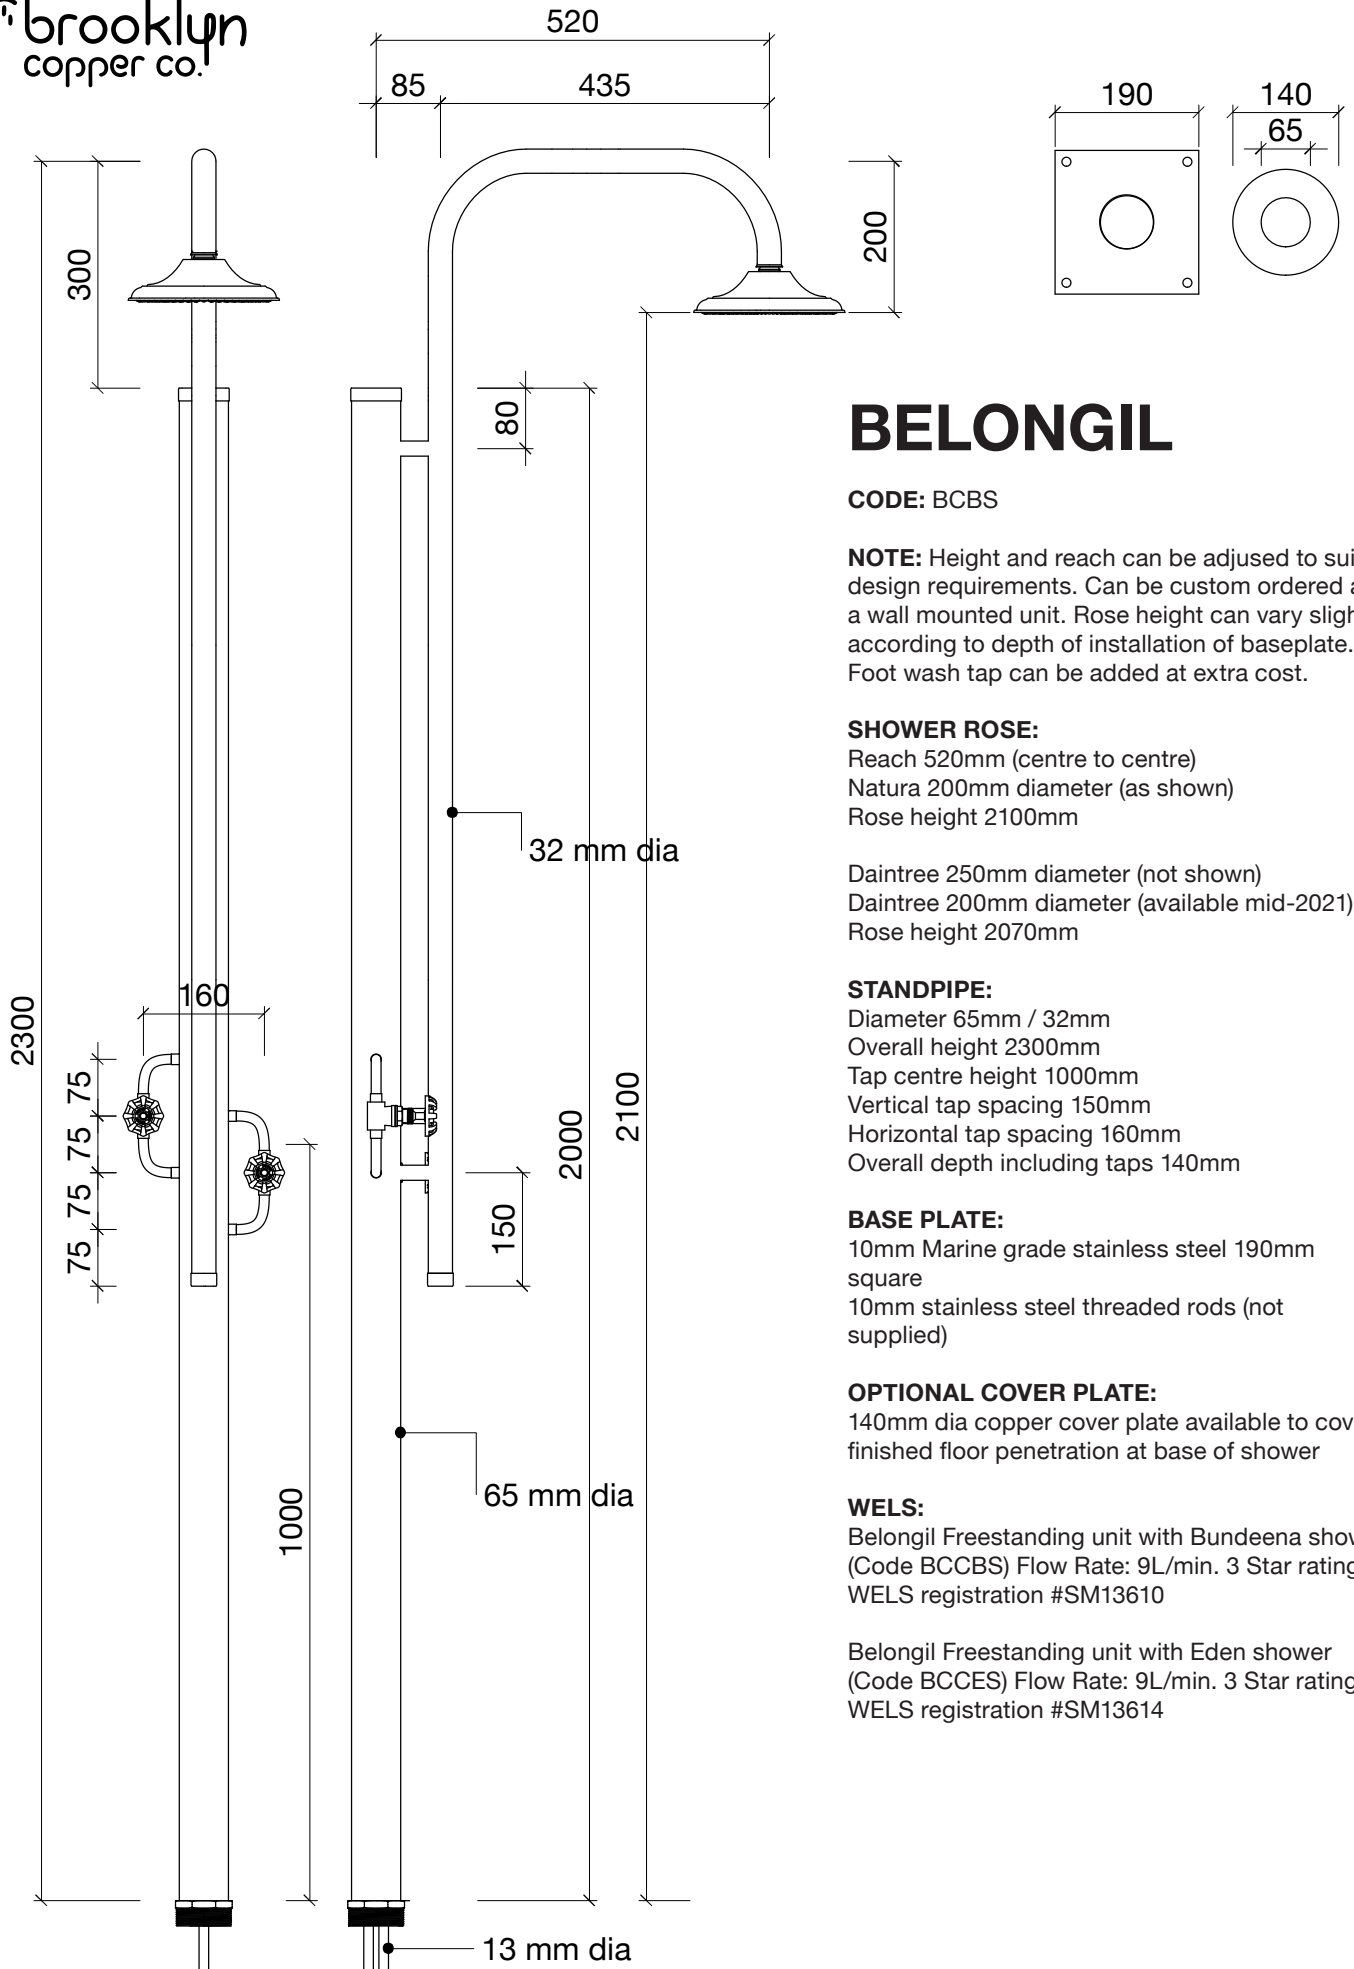 brooklyn
copper co.
520
85
435
190
140
65
300
200
80
BELONGIL
CODE: BCBS
NOTE: Height and reach can be adjused to sui
design requirements. Can be custom ordered a
a wall mounted unit. Rose height can vary sligh
according to depth of installation of baseplate.
Foot wash tap can be added at extra cost.
SHOWER ROSE:
Reach 520mm (centre to centre)
Natura 200mm diameter (as shown)
Rose height 2100mm
Daintree 250mm diameter (not shown)
Daintree 200mm diameter (available mid-2021)
Rose height 2070mm
STANDPIPE:
Diameter 65mm / 32mm
Overall height 2300mm
Tap centre height 1000mm
Vertical tap spacing 150mm
Horizontal tap spacing 160mm
Overall depth including taps 140mm
BASE PLATE:
10mm Marine grade stainless steel 190mm
square
10mm stainless steel threaded rods (not
supplied)
OPTIONAL COVER PLATE:
140mm dia copper cover plate available to cov
finished floor penetration at base of shower
WELS:
Belongil Freestanding unit with Bundeena show
(Code BCCBS) Flow Rate: 9L/min. 3 Star rating
WELS registration #SM13610
Belongil Freestanding unit with Eden shower
(Code BCCES) Flow Rate: 9L/min. 3 Star rating
WELS registration #SM13614
32 mm dia
2300
160
75
75
75
75
2000
2100
150
1000
65 mm dia
13 mm dia